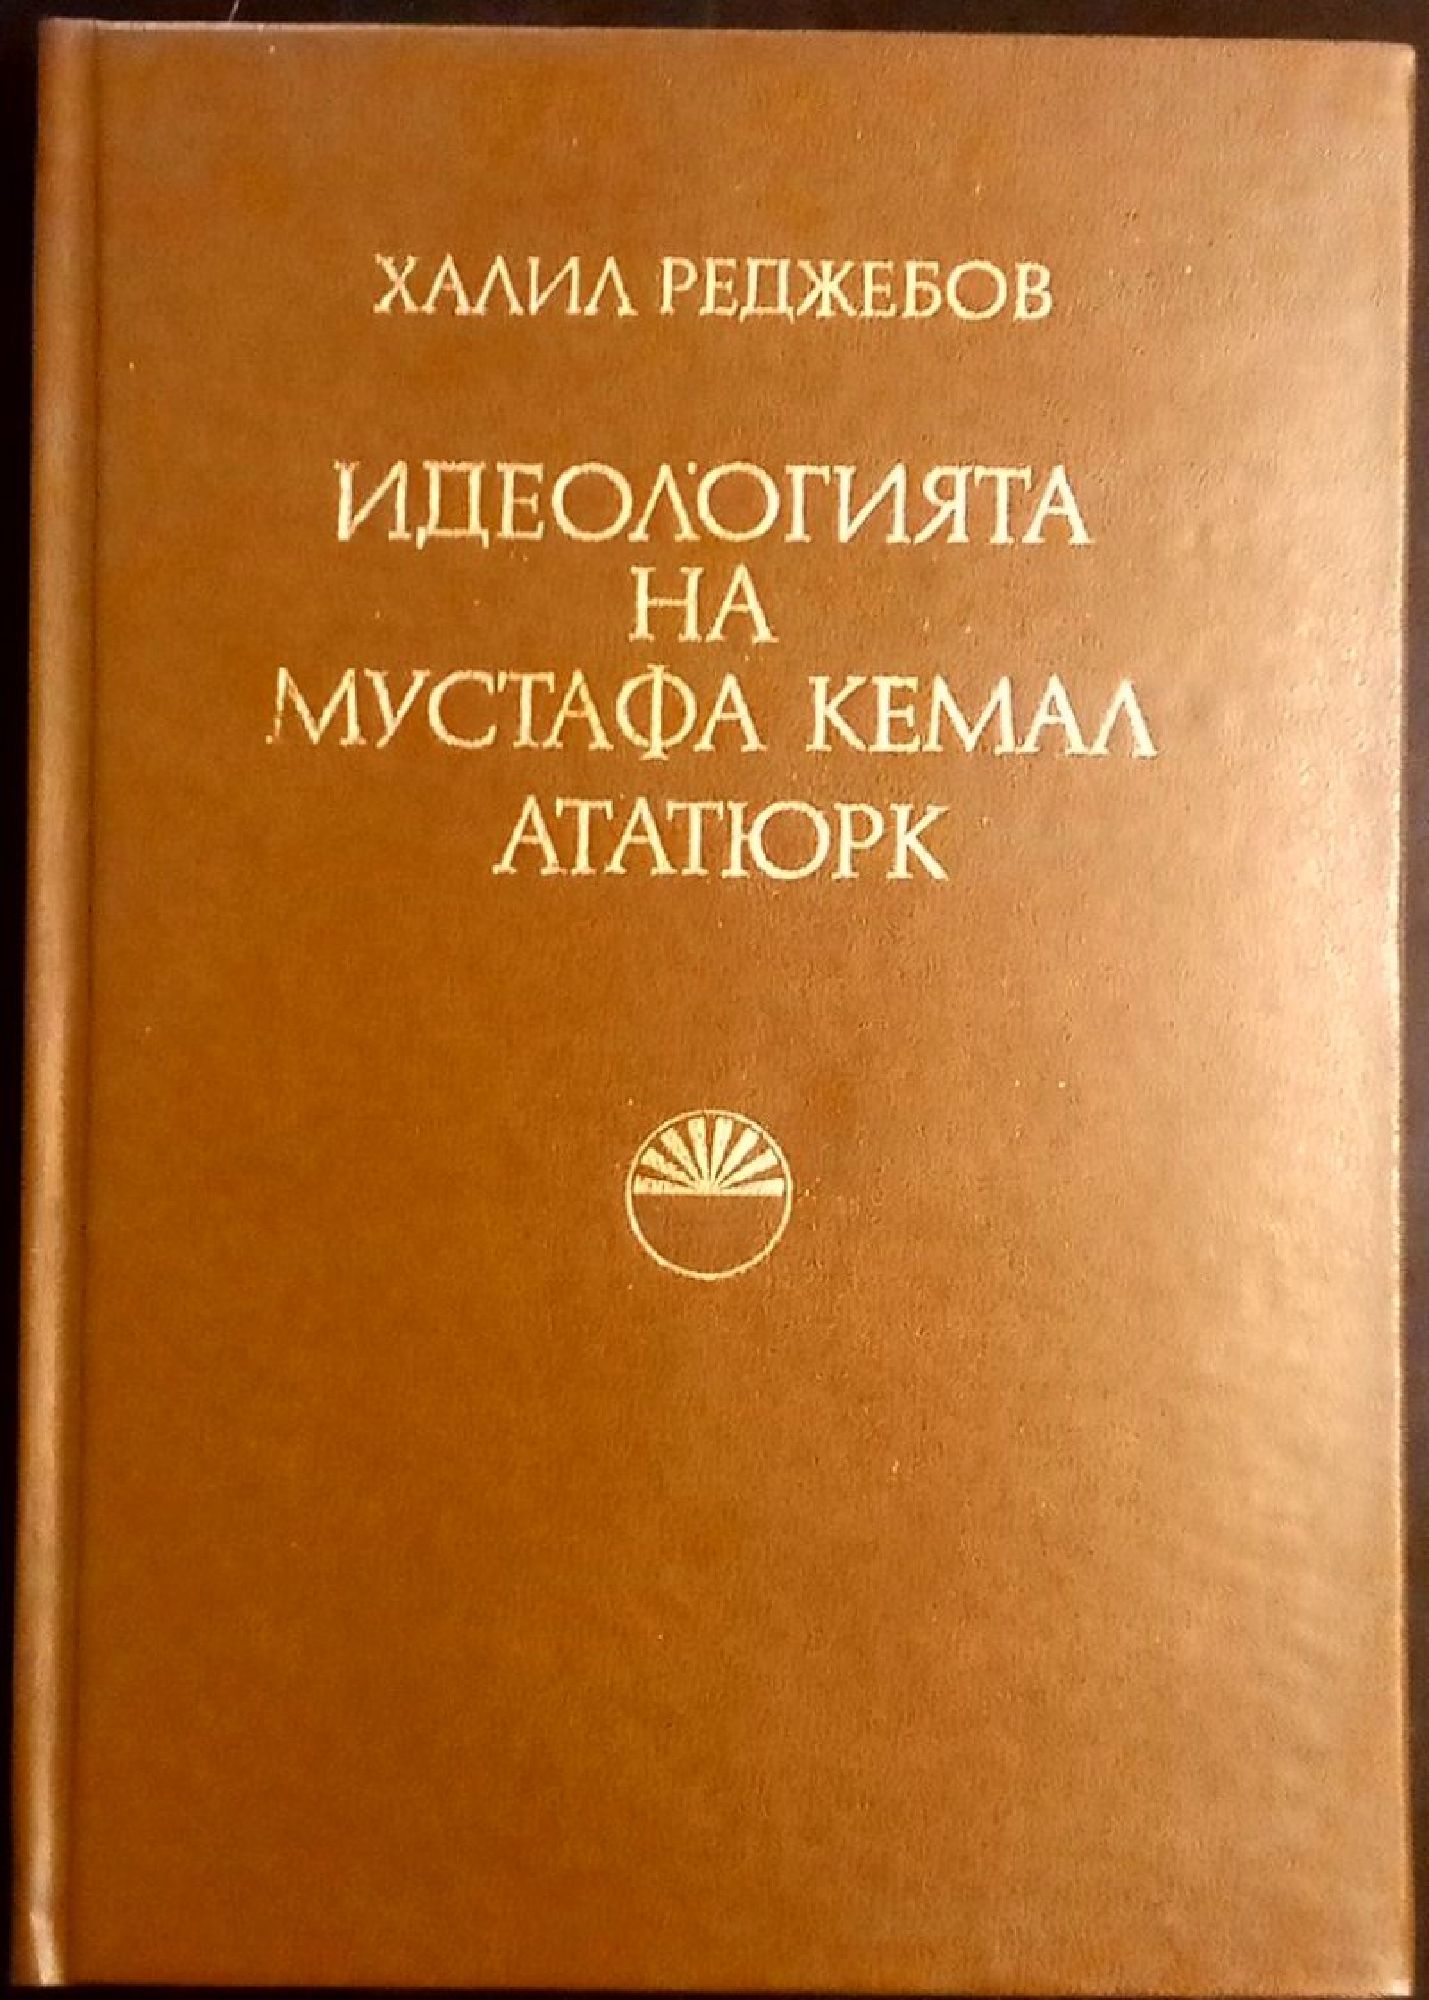 ХАЛИЛ РЕДЖЕБОВ
ИДЕОЛОГИЯТА
НА
МУСТАФА КЕМАЛ
АТАТЮРК